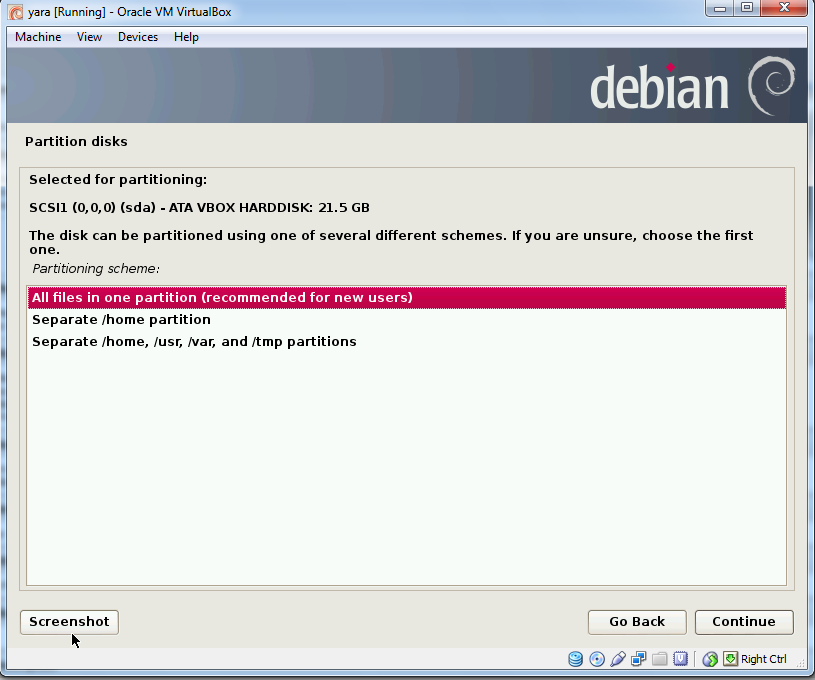 yara [Running] - Oracle VM VirtualBox
Machine View Devices Help
debian
Partition disks
Selected for partitioning:
SCSI1 (0,0,0) (sda) - ATA VBOX HARDDISK: 21.5 GB
The disk can be partitioned using one of several different schemes. If you are unsure, choose the first
one.
Partitioning scheme:
All files in one partition (recommended for new users)
Separate /home partition
Separate /home, /usr, /var, and /tmp partitions
Screenshot Go Back Continue
Right Ctrl